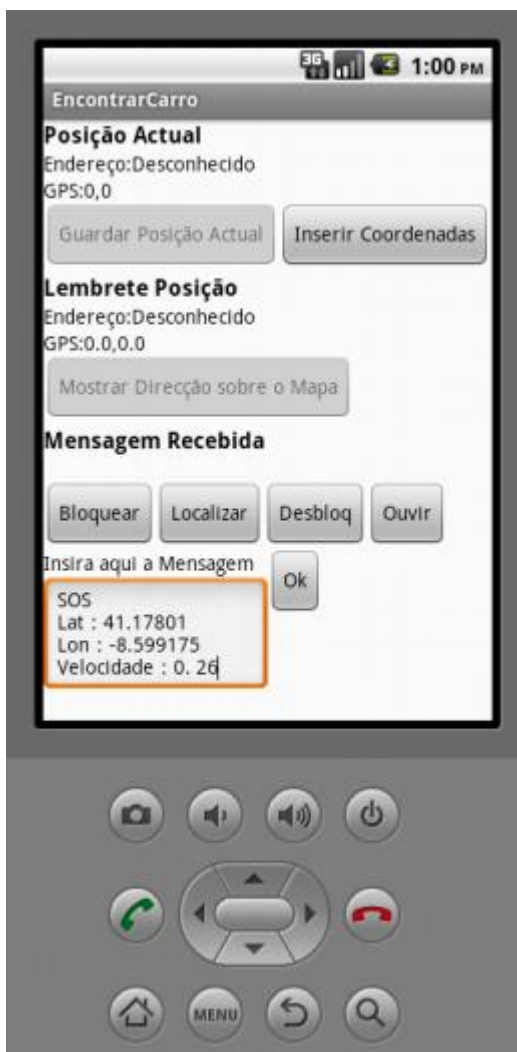 3G
1:00 PM
EncontrarCarro
Posição Actual
Endereço:Desconhecido
GPS:0,0
Guardar Posição Actual
Inserir Coordenadas
Lembrete Posição
Endereço:Desconhecido
GPS:0.0,0.0
Mostrar Direcção sobre o Mapa
Mensagem Recebida
Bloquear
Localizar
Desbloq
Ouvir
Insira aqui a Mensagem
Ok
SOS
Lat : 41.17801
Lon : -8.599175
Velocidade : 0. 26
MENU